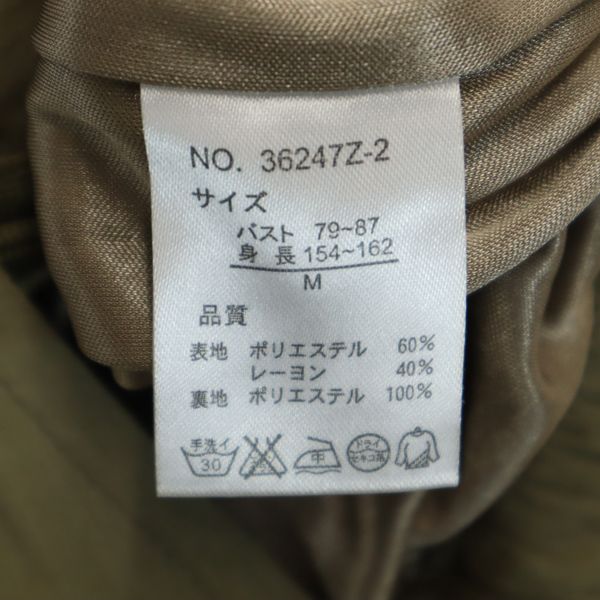 NO. 36247Z-2
サイズ
バスト 79~87
身 長 154~162
M
品質
表地 ポリエステル 60%
レーヨン 40%
裏地 ポリエステル 100%
手洗イ 30 中 ドライ セキユ系